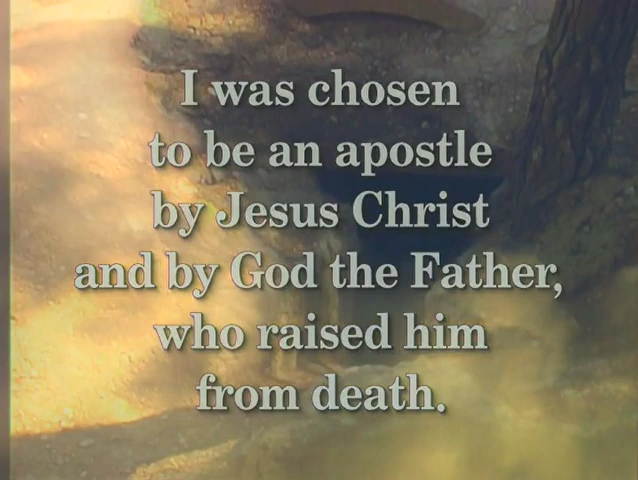 I was chosen
to be an apostle
by Jesus Christ
and by God the Father,
who raised him
from death.